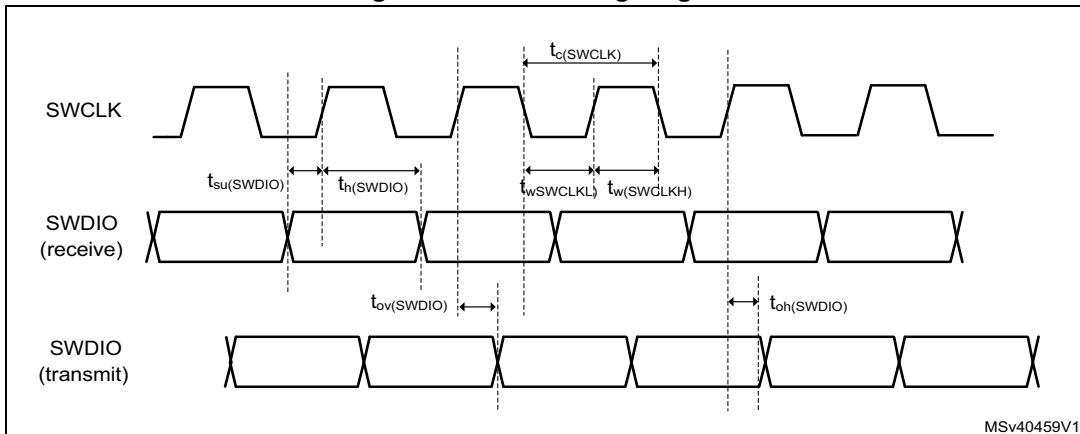 tc(SWCLK)
SWCLK
tsu(SWDIO) th(SWDIO) twSWCLKL) tw(SWCLKH)
SWDIO
(receive)
tov(SWDIO) toh(SWDIO)
SWDIO
(transmit)
MSv40459V1